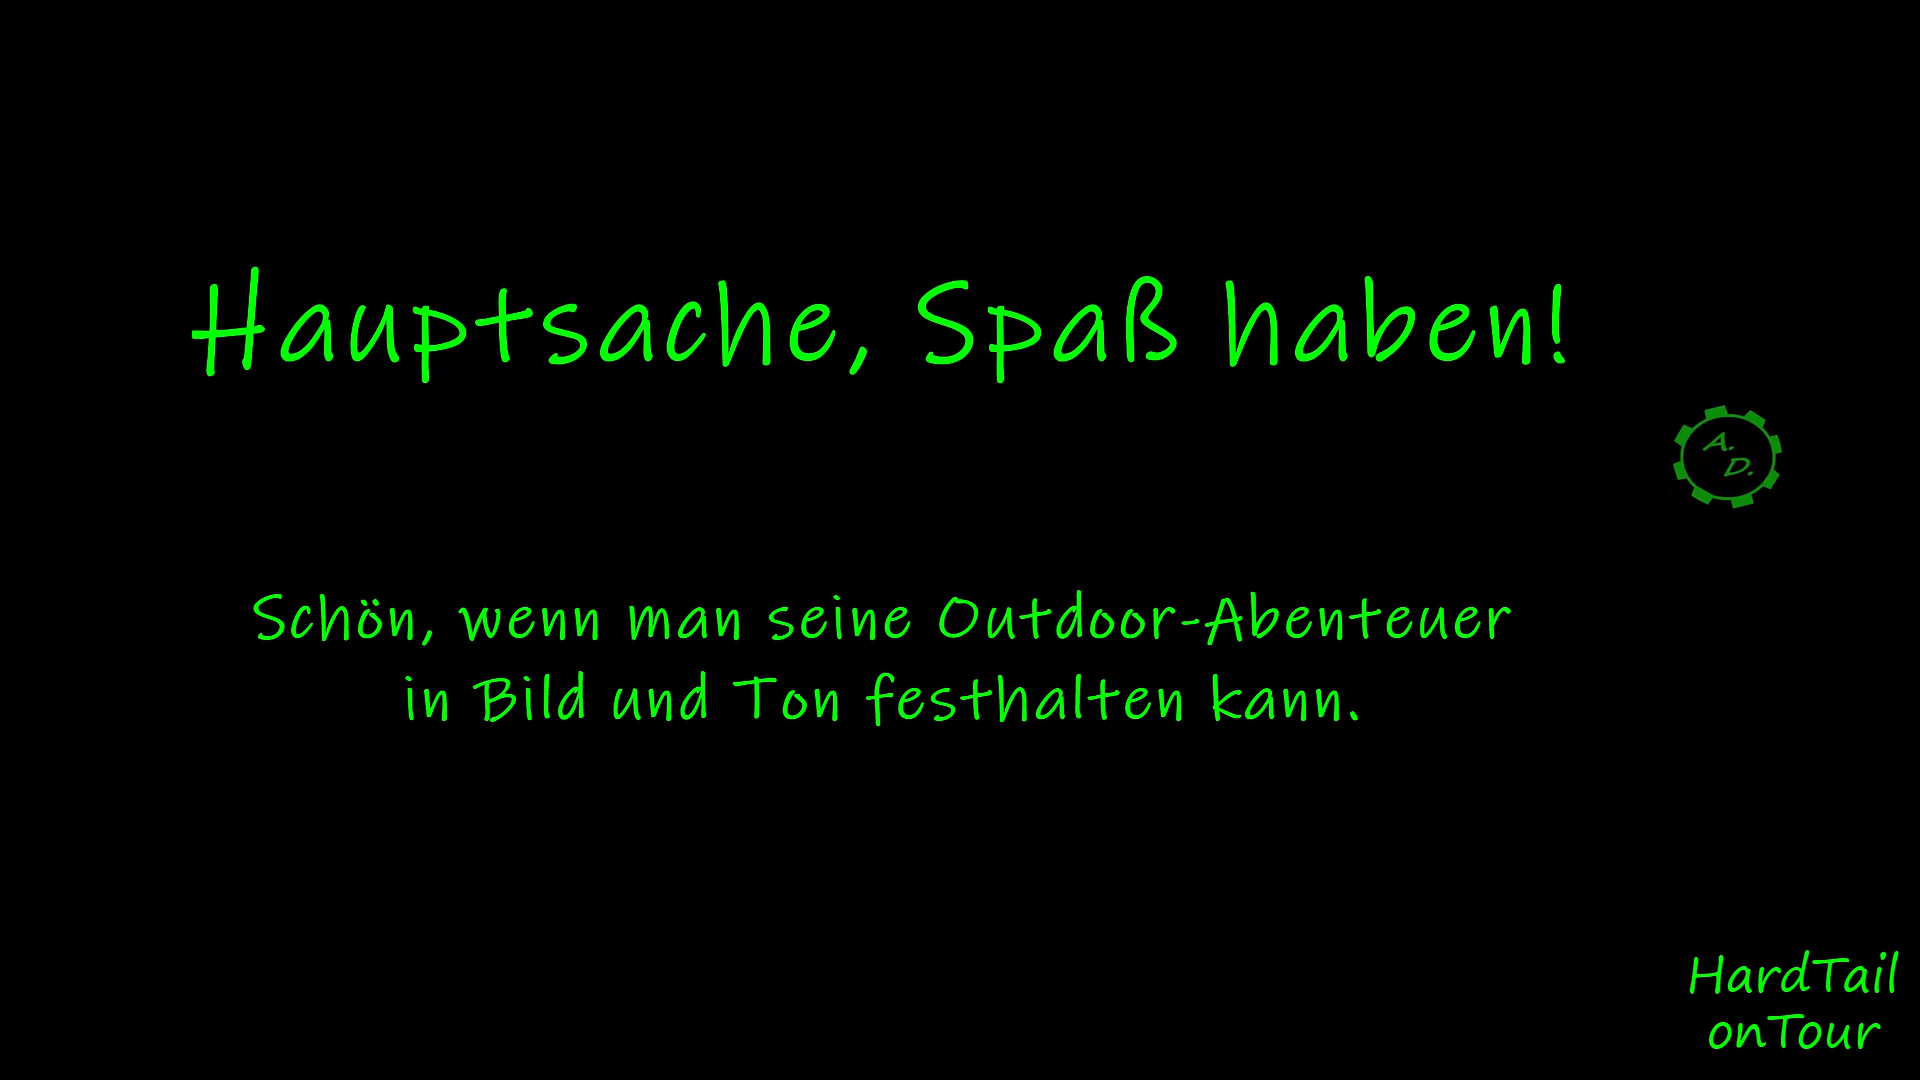 Hauptsache, Spaß haben!
A.
D.
Schön, wenn man seine Outdoor-Abenteuer
in Bild und Ton festhalten kann.
HardTail
onTour